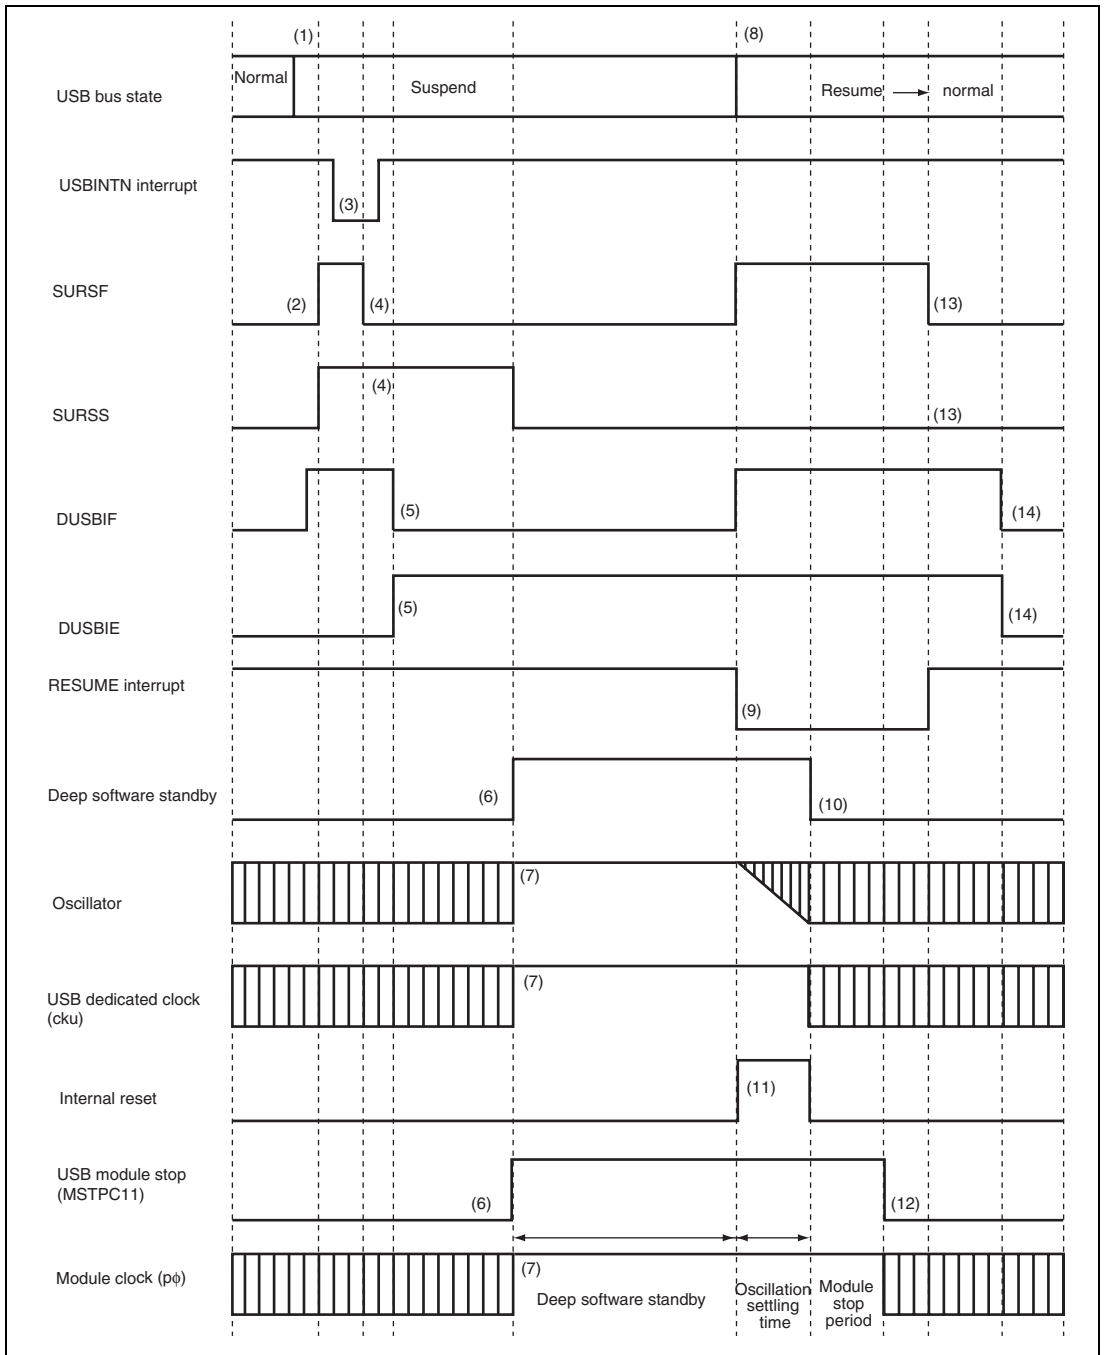 (1)
(8)
Normal
Suspend
Resume
normal
USB bus state
USBINTN interrupt
(3)
SURSF
(2)
(4)
(13)
SURSS
(4)
(13)
DUSBIF
(5)
(14)
DUSBIE
(5)
(14)
RESUME interrupt
(9)
Deep software standby
(6)
(10)
Oscillator
(7)
USB dedicated clock
(cku)
(7)
Internal reset
(11)
USB module stop
(MSTPC11)
(6)
(12)
Module clock (pϕ)
(7)
Deep software standby
Oscillation
settling
time
Module
stop
period